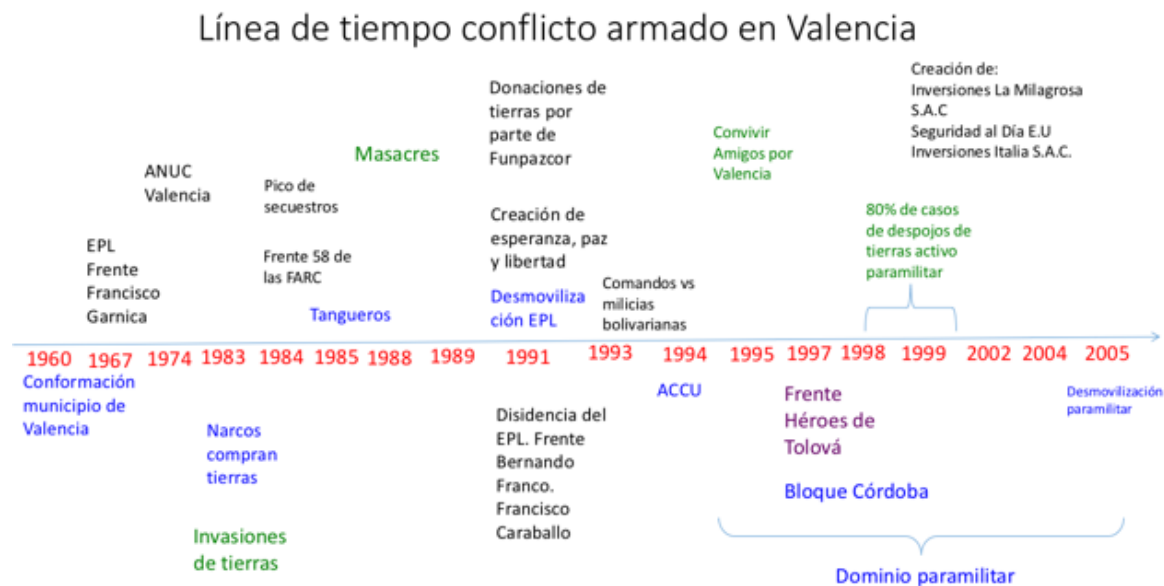 Línea de tiempo conflicto armado en Valencia
EPL
Frente
Francisco
Garnica
ANUC
Valencia
Pico de
secuestros
Frente 58 de
las FARC
Masacres
Tangueros
Donaciones de
tierras por
parte de
Funpazcor
Creación de
esperanza, paz
y libertad
Desmoviliza
ción EPL
Comandos vs
milicias
bolivarianas
Convivir
Amigos por
Valencia
Creación de:
Inversiones La Milagrosa
S.A.C
Seguridad al Día E.U
Inversiones Italia S.A.C.
80% de casos
de despojos de
tierras activo
paramilitar
1960 1967 1974 1983 1984 1985 1988 1989 1991 1993 1994 1995 1997 1998 1999 2002 2004 2005
Conformación
municipio de
Valencia
Narcos
compran
tierras
Invasiones
de tierras
Disidencia del
EPL. Frente
Bernando
Franco.
Francisco
Caraballo
ACCU
Frente
Héroes de
Tolová
Bloque Córdoba
Desmovilización
paramilitar
Dominio paramilitar